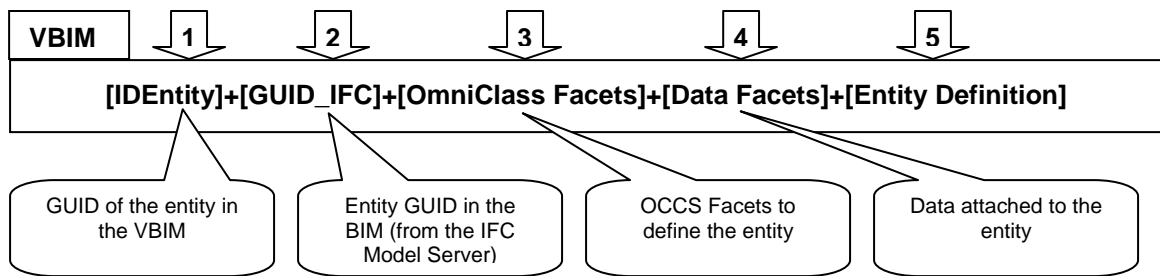 VBIM
1
2
3
4
5
[IDEntity]+[GUID_IFC]+[OmniClass Facets]+[Data Facets]+[Entity Definition]
GUID of the entity in
the VBIM
Entity GUID in the
BIM (from the IFC
Model Server)
OCCS Facets to
define the entity
Data attached to the
entity